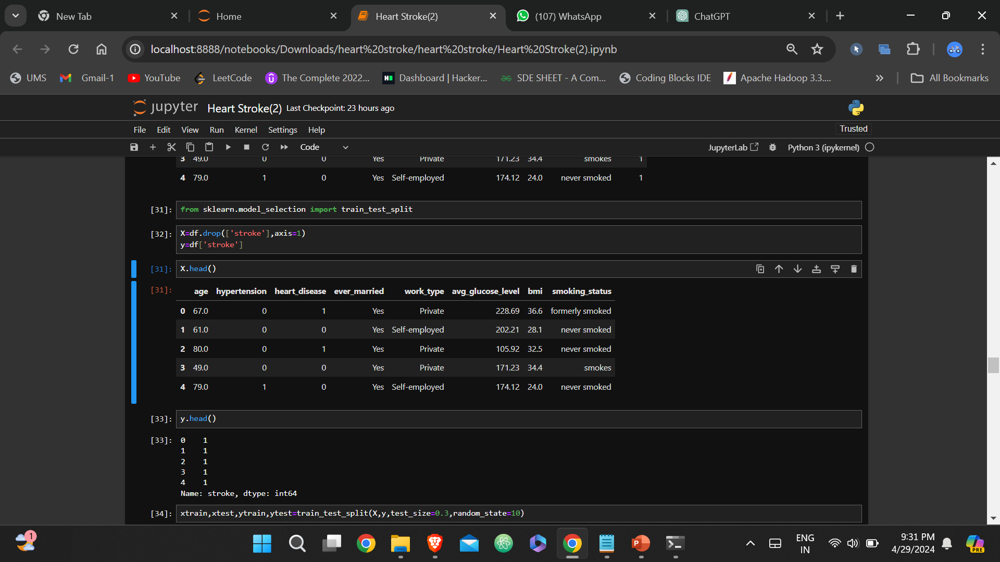 New Tab
Home
Heart Stroke(2)
(107) WhatsApp
ChatGPT
localhost:8888/notebooks/Downloads/heart%20stroke/heart%20stroke/Heart%20Stroke(2).ipynb
UMS
Gmail-1
YouTube
LeetCode
The Complete 2022...
Dashboard | Hacker...
SDE SHEET - A Com...
Coding Blocks IDE
Apache Hadoop 3.3....
All Bookmarks
jupyter Heart Stroke(2) Last Checkpoint: 23 hours ago
File Edit View Run Kernel Settings Help
Trusted
Code
JupyterLab
Python 3 (ipykernel)
3 49.0 0 0 Yes Private 171.23 34.4 smokes 1
4 79.0 1 0 Yes Self-employed 174.12 24.0 never smoked 1
[31]: from sklearn.model_selection import train_test_split
[32]: X=df.drop(['stroke'],axis=1)
y=df['stroke']
[31]: X.head()
[31]: age hypertension heart_disease ever_married work_type avg_glucose_level bmi smoking_status
0 67.0 0 1 Yes Private 228.69 36.6 formerly smoked
1 61.0 0 0 Yes Self-employed 202.21 28.1 never smoked
2 80.0 0 1 Yes Private 105.92 32.5 never smoked
3 49.0 0 0 Yes Private 171.23 34.4 smokes
4 79.0 1 0 Yes Self-employed 174.12 24.0 never smoked
[33]: y.head()
[33]: 0 1
1 1
2 1
3 1
4 1
Name: stroke, dtype: int64
[34]: xtrain,xtest,ytrain,ytest=train_test_split(X,y,test_size=0.3,random_state=10)
1
ENG
IN
9:31 PM
4/29/2024
PRE